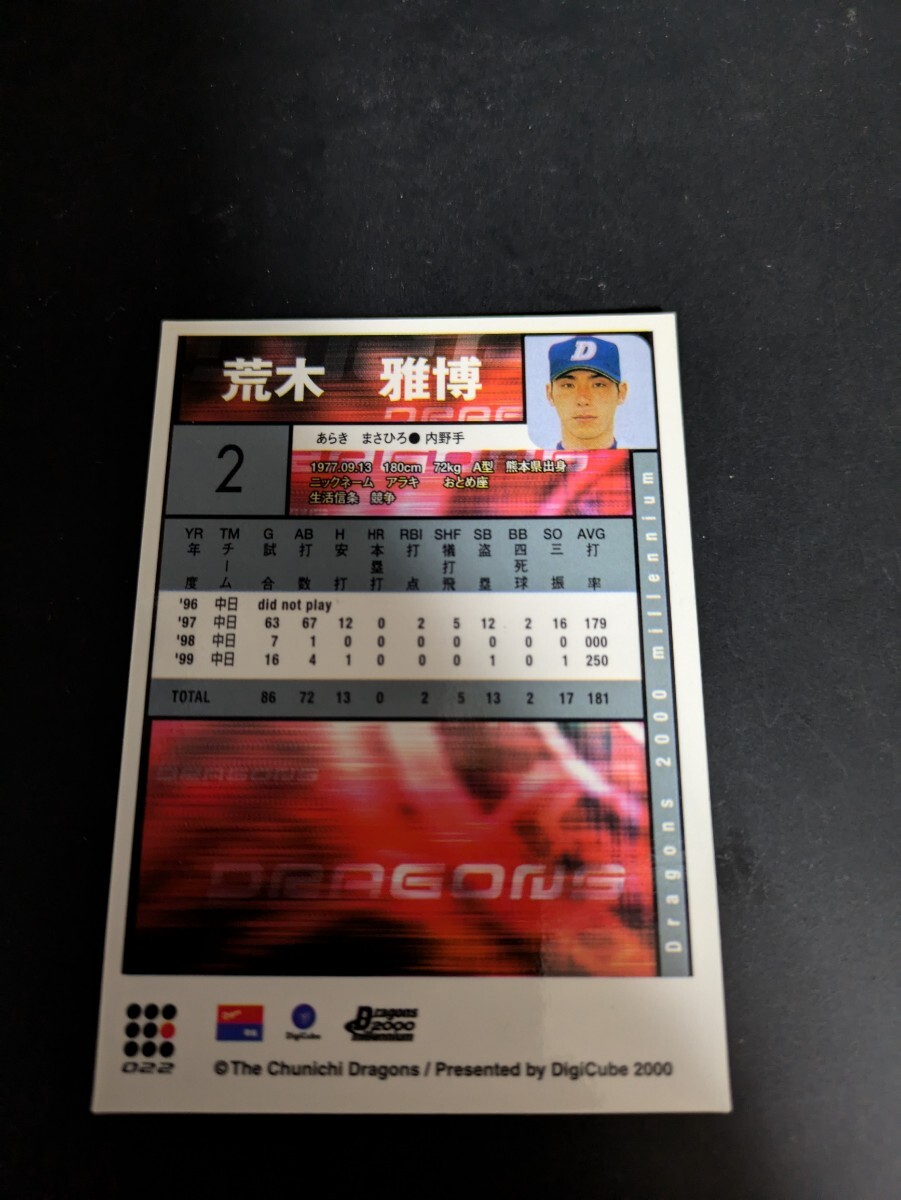 荒木 雅博
DRAGONS
D
あらき まさひろ●内野手
2
1977.09.13 180cm 72kg A型 熊本県出身
ニックネーム アラキ おとめ座
生活信条 競争
YR TM G AB H HR RBI SHF SB BB SO AVG
年度 チーム 試合 打数 安打 本塁打 打点 犠打飛 盗塁 四死球 三振 打率
'96 中日 did not play
'97 中日 63 67 12 0 2 5 12 2 16 179
'98 中日 7 1 0 0 0 0 0 0 0 000
'99 中日 16 4 1 0 0 0 1 0 1 250
TOTAL 86 72 13 0 2 5 13 2 17 181
Dragons 2000 millennium
DRAGONS
DRAGONS
022
DigiCube
Dragons
2000
millennium
©The Chunichi Dragons / Presented by DigiCube 2000